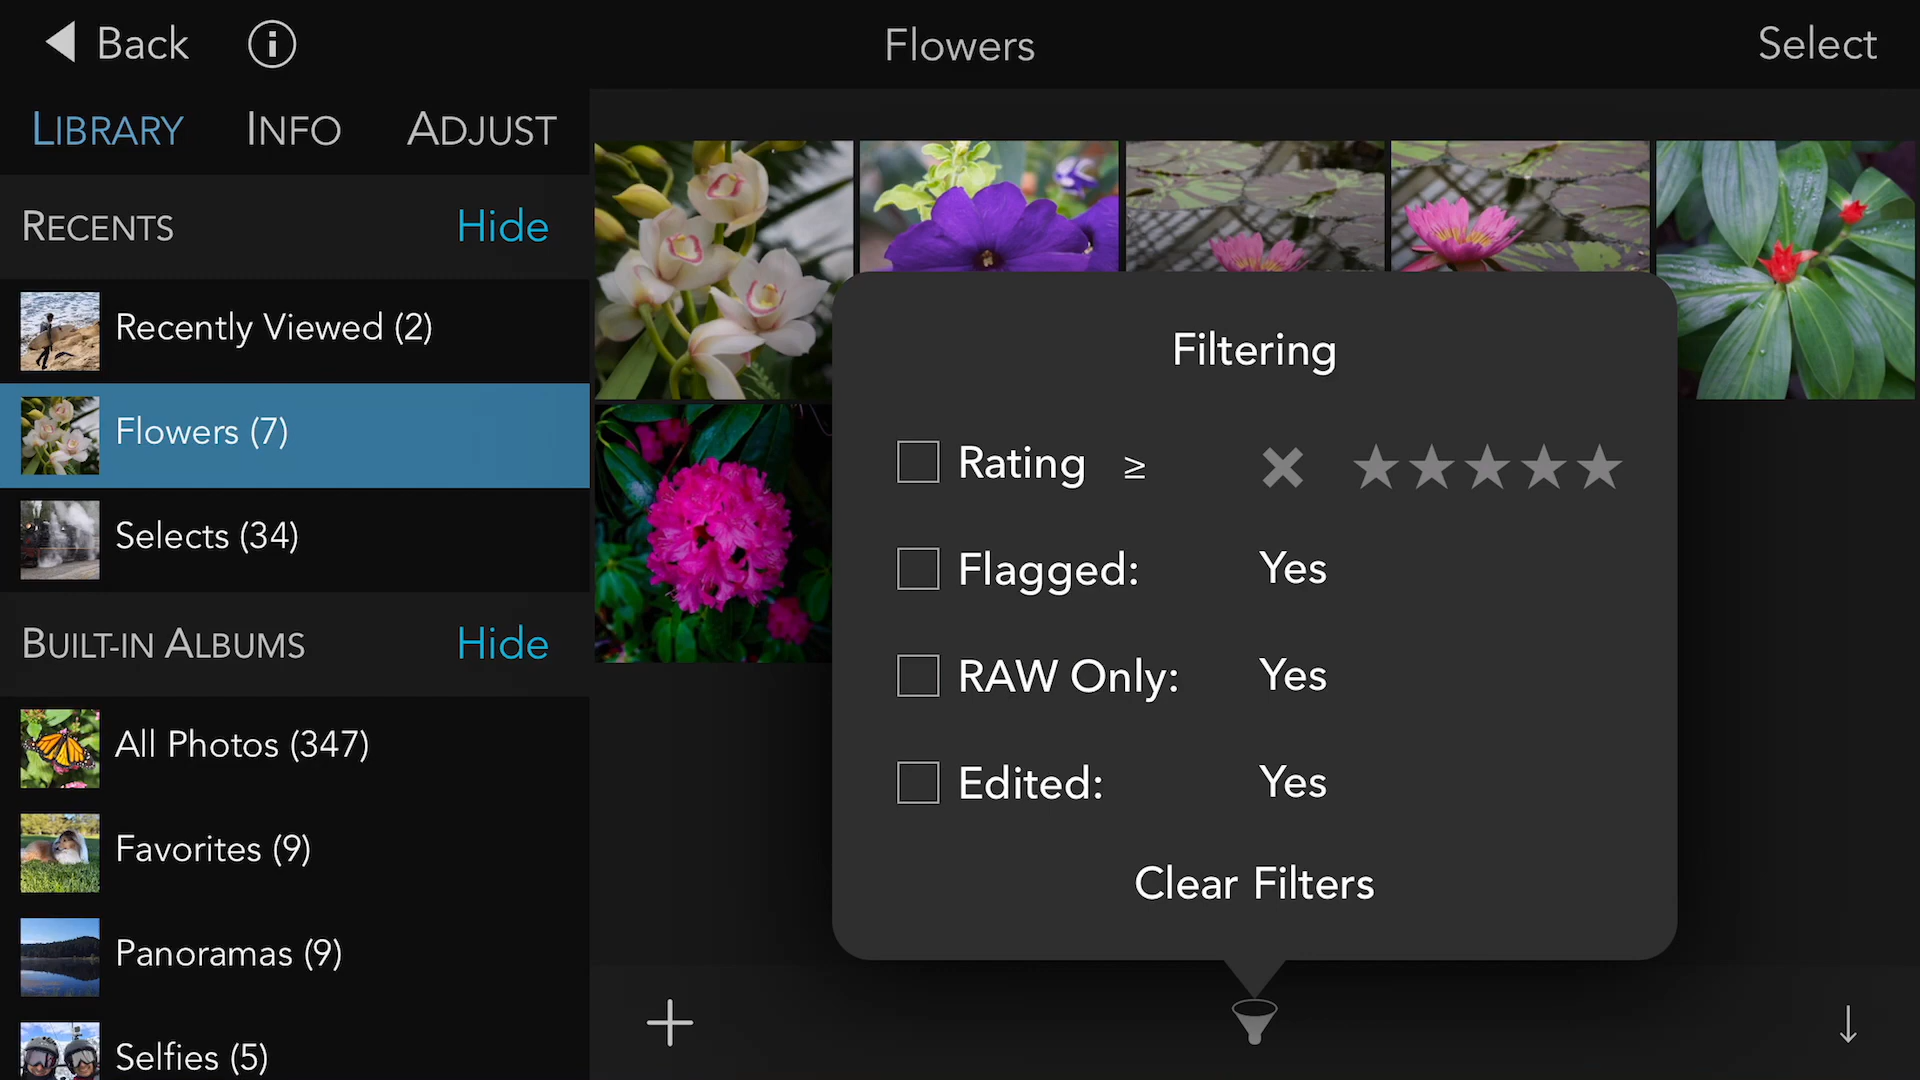 Back
Flowers
Select
LIBRARY INFO ADJUST
RECENTS Hide
Recently Viewed (2)
Flowers (7)
Selects (34)
BUILT-IN ALBUMS Hide
All Photos (347)
Favorites (9)
Panoramas (9)
Selfies (5)
Filtering
Rating ≥
Flagged: Yes
RAW Only: Yes
Edited: Yes
Clear Filters